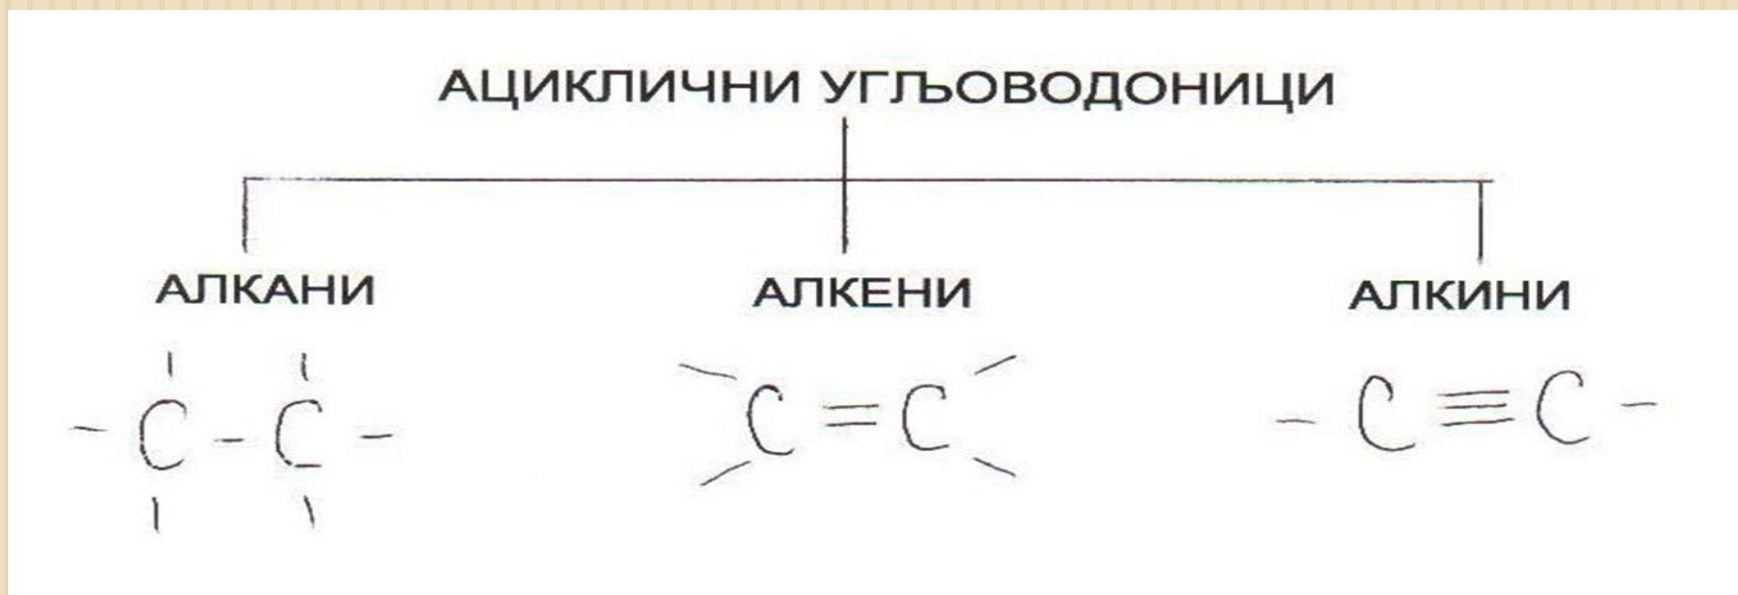 АЦИКЛИЧНИ УГЉОВОДОНИЦИ
АЛКАНИ АЛКЕНИ АЛКИНИ
C - C C = C C ≡ C